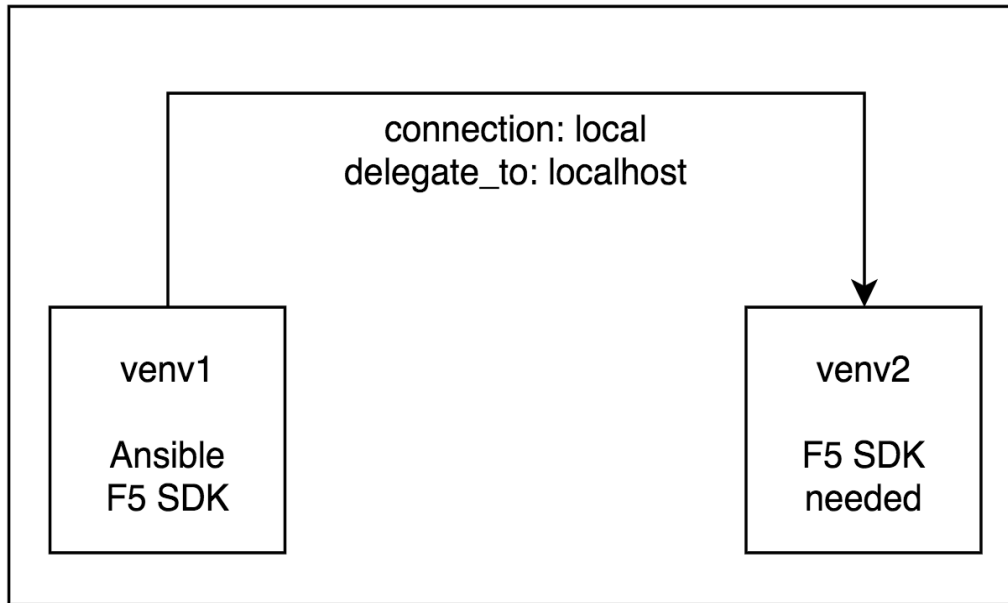 connection: local
delegate_to: localhost
venv1
Ansible
F5 SDK
venv2
F5 SDK
needed